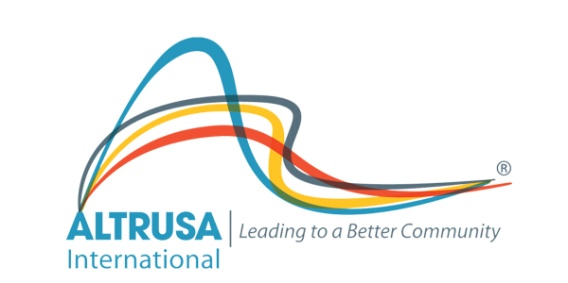 ®
ALTRUSA | Leading to a Better Community
International